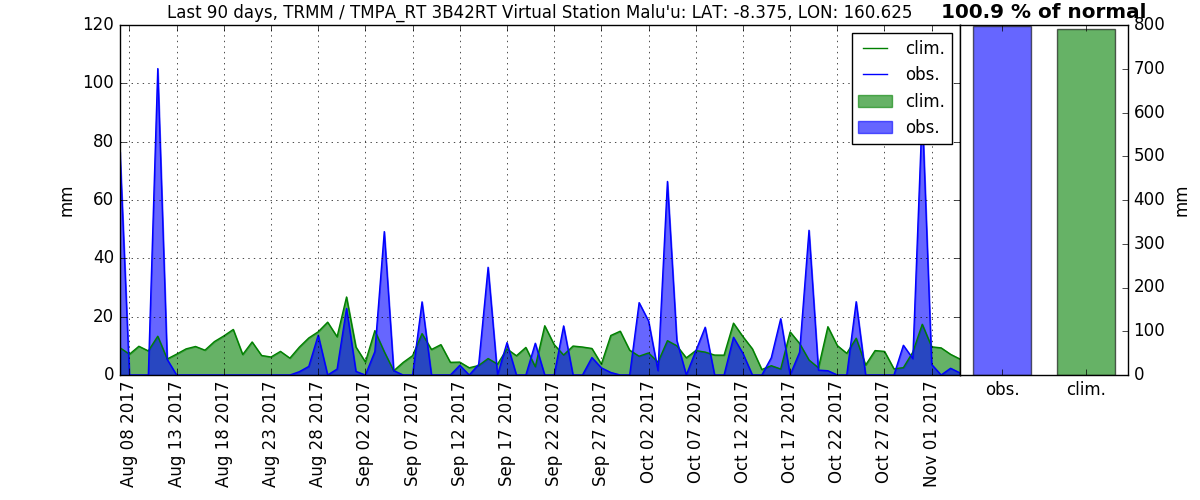 Last 90 days, TRMM / TMPA_RT 3B42RT Virtual Station Malu'u: LAT: -8.375, LON: 160.625
100.9 % of normal
120
100
80
60
40
20
0
mm
clim.
obs.
clim.
obs.
800
700
600
500
400
300
200
100
0
mm
obs.
clim.
Aug 08 2017
Aug 13 2017
Aug 18 2017
Aug 23 2017
Aug 28 2017
Sep 02 2017
Sep 07 2017
Sep 12 2017
Sep 17 2017
Sep 22 2017
Sep 27 2017
Oct 02 2017
Oct 07 2017
Oct 12 2017
Oct 17 2017
Oct 22 2017
Oct 27 2017
Nov 01 2017